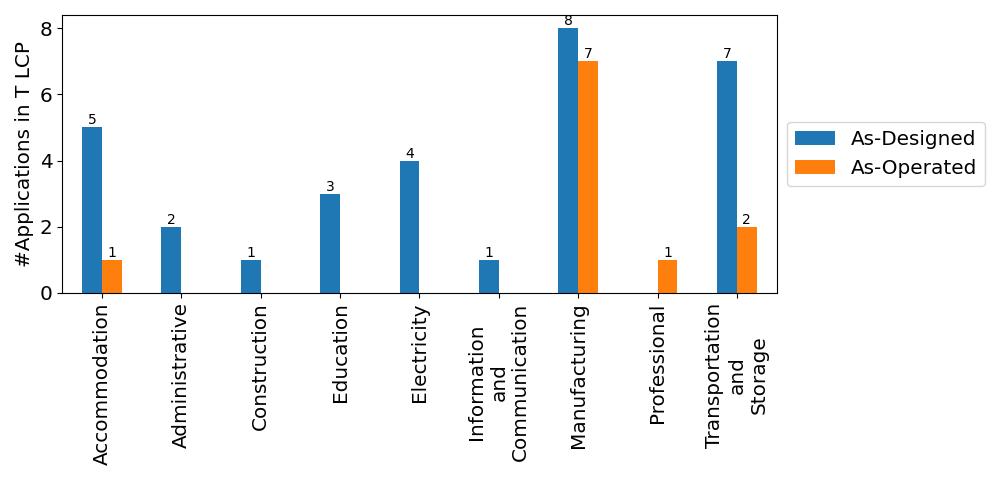 #Applications in T LCP
8
6
4
2
0
5
1
2
1
3
4
1
8
7
1
7
2
As-Designed
As-Operated
Accommodation
Administrative
Construction
Education
Electricity
Information
and
Communication
Manufacturing
Professional
Transportation
and
Storage